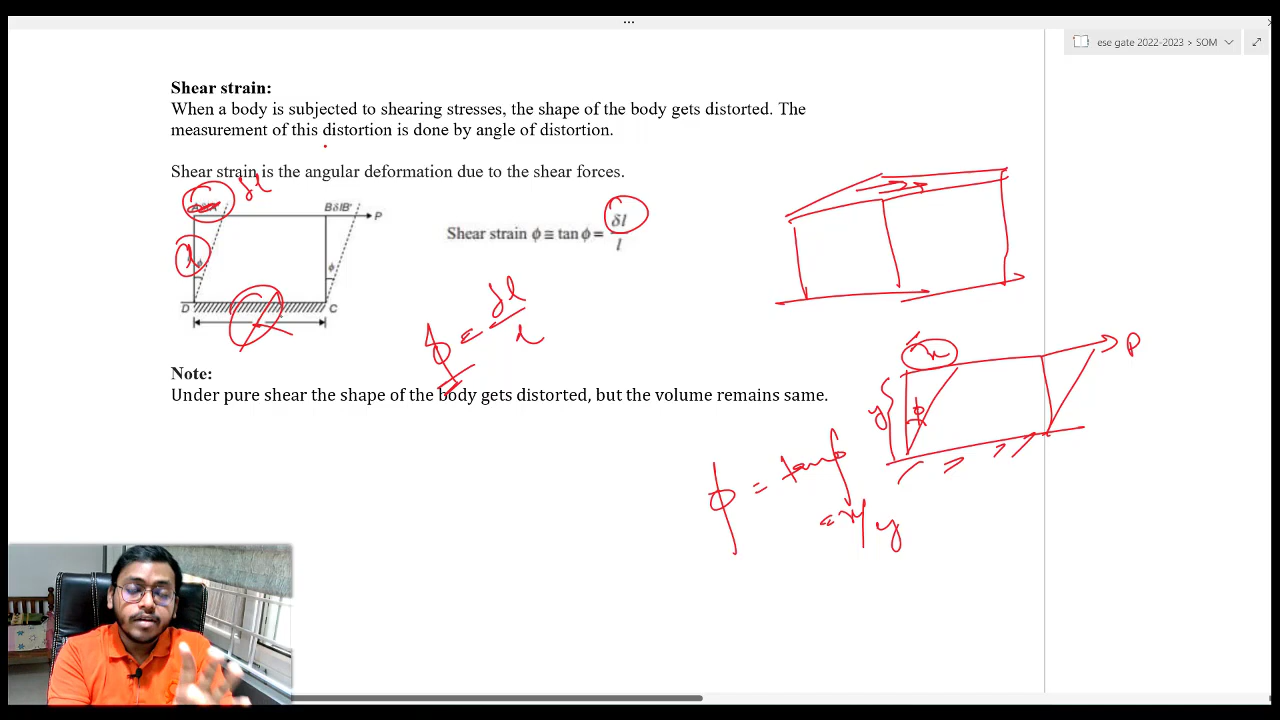 ...
ese gate 2022-2023 > SOM
Shear strain:
When a body is subjected to shearing stresses, the shape of the body gets distorted. The
measurement of this distortion is done by angle of distortion.
Shear strain is the angular deformation due to the shear forces.
δl
B δl B' P
l
ϕ ϕ
D C
Shear strain ϕ ≅ tan ϕ = δl / l
ϕ = δl / l
x P
y ϕ
Note:
Under pure shear the shape of the body gets distorted, but the volume remains same.
ϕ = tanϕ
= x/y